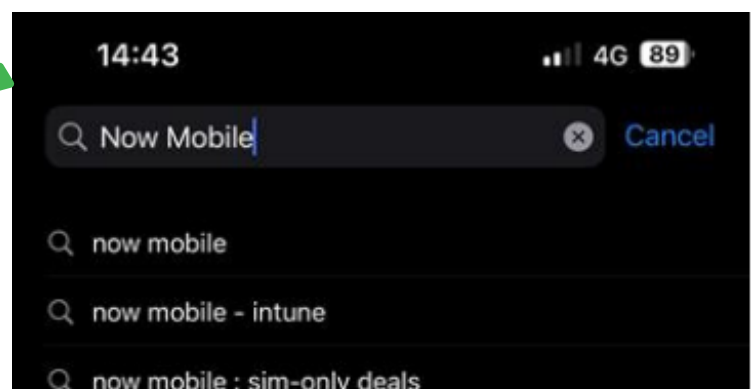 14:43 4G 89
Now Mobile Cancel
now mobile
now mobile - intune
now mobile : sim-only deals